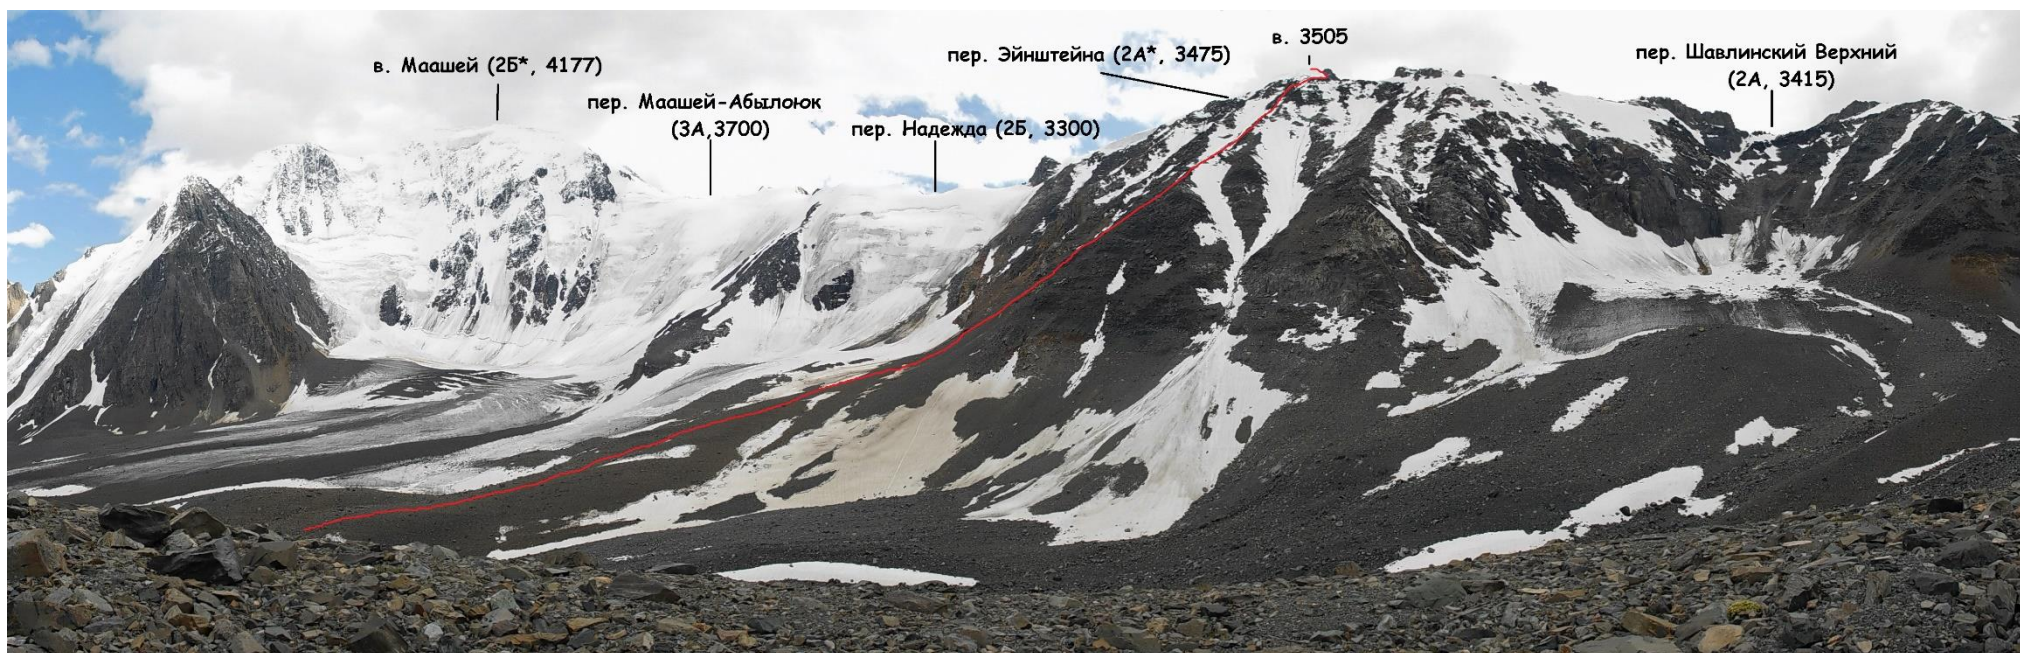 в. Маашей (2Б*, 4177)
пер. Маашей-Абылоюк
(3А,3700)
пер. Надежда (2Б, 3300)
пер. Эйнштейна (2А*, 3475)
в. 3505
пер. Шавлинский Верхний
(2А, 3415)